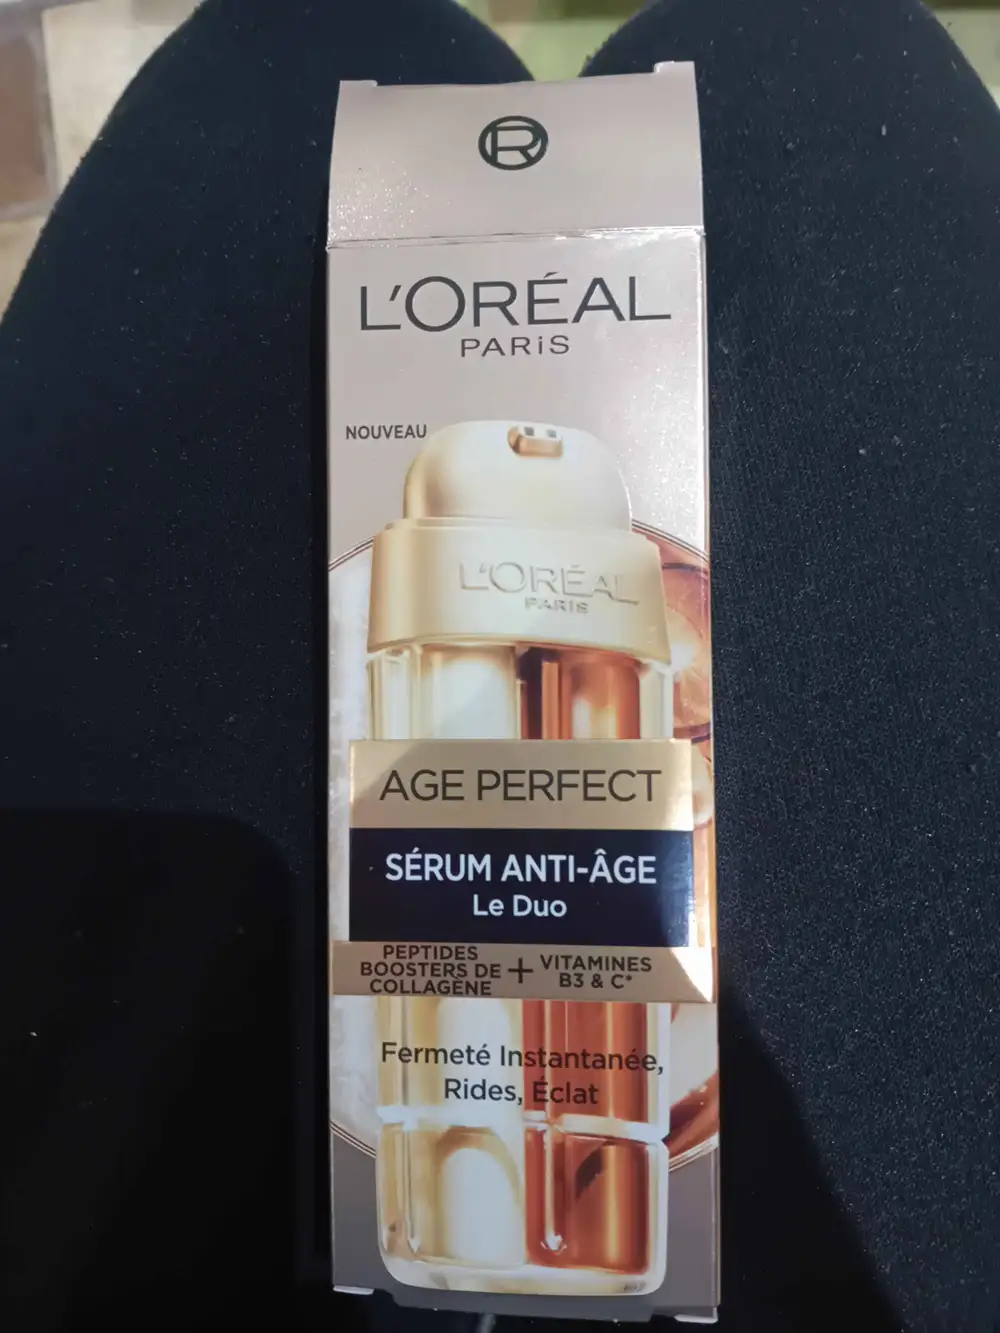 L'ORÉAL
PARiS
NOUVEAU
L'ORÉAL
PARIS
AGE PERFECT
SÉRUM ANTI-ÂGE
Le Duo
PEPTIDES
BOOSTERS DE
COLLAGÈNE
+
VITAMINES
B3 & C*
Fermeté Instantanée,
Rides, Éclat